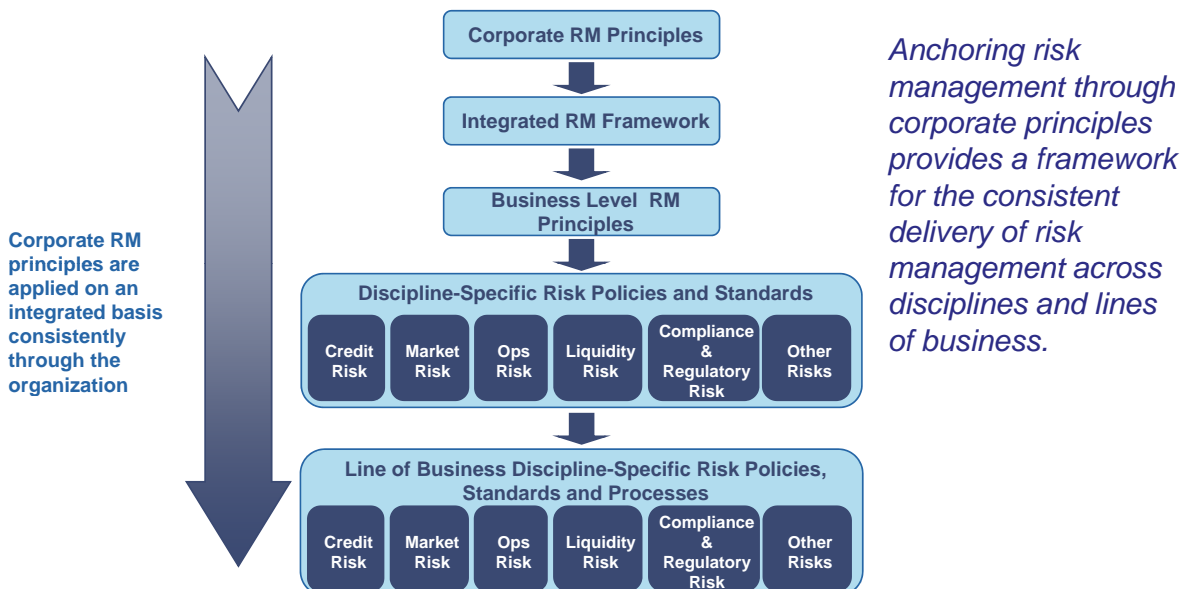 Corporate RM Principles
Integrated RM Framework
Business Level RM
Principles
Corporate RM
principles are
applied on an
integrated basis
consistently
through the
organization
Discipline-Specific Risk Policies and Standards
Credit
Risk
Market
Risk
Ops
Risk
Liquidity
Risk
Compliance
&
Regulatory
Risk
Other
Risks
Line of Business Discipline-Specific Risk Policies,
Standards and Processes
Credit
Risk
Market
Risk
Ops
Risk
Liquidity
Risk
Compliance
&
Regulatory
Risk
Other
Risks
Anchoring risk
management through
corporate principles
provides a framework
for the consistent
delivery of risk
management across
disciplines and lines
of business.